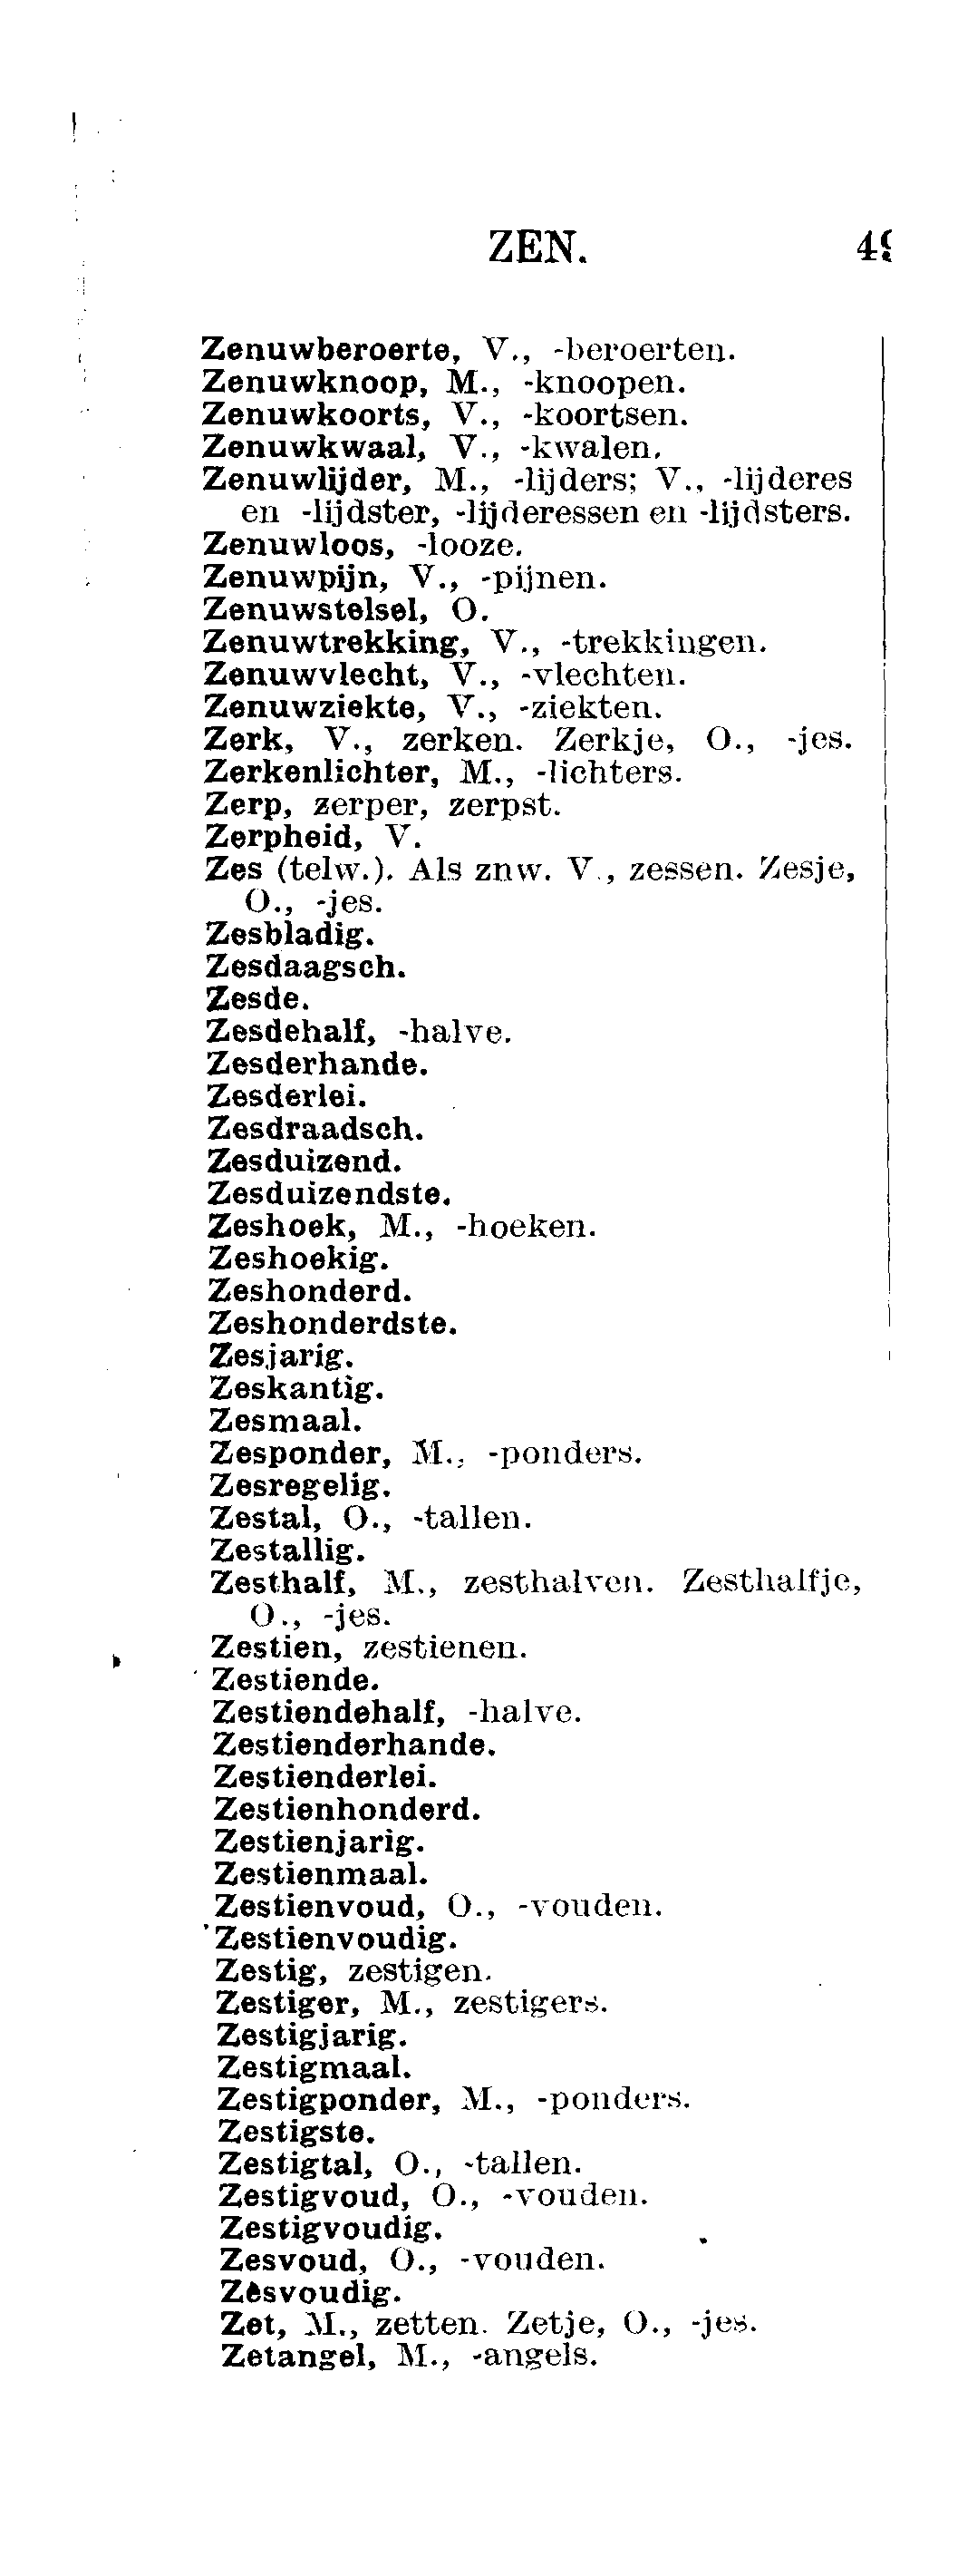 ZEN.
Zenuwberoerte, V., -beroerten.
Zenuwknoop, M., -knoopen.
Zenuwkoorts, V., -koortsen.
Zenuwkwaal, V., -kwalen.
Zenuwlijder, M., -lijders; V., -lijderes
en -lijdster, -lijderessen en -lijdsters.
Zenuwloos, -looze.
Zenuwpijn, V., -pijnen.
Zenuwstelsel, O.
Zenuwtrekking, V., -trekkingen.
Zenuwvlecht, V., -vlechten.
Zenuwziekte, V., -ziekten.
Zerk, V., zerken. Zerkje, O., -jes.
Zerkenlichter, M., -lichters.
Zerp, zerper, zerpst.
Zerpheid, V.
Zes (telw.). Als znw. V., zessen. Zesje,
O., -jes.
Zesbladig.
Zesdaagsch.
Zesde.
Zesdehalf, -halve.
Zesderhande.
Zesderlei.
Zesdraadsch.
Zesduizend.
Zesduizendste.
Zeshoek, M., -hoeken.
Zeshoekig.
Zeshonderd.
Zeshonderdste.
Zesjarig.
Zeskantig.
Zesmaal.
Zesponder, M., -ponders.
Zesregelig.
Zestal, O., -tallen.
Zestallig.
Zesthalf, M., zesthalven. Zesthalfje,
O., -jes.
Zestien, zestienen.
Zestiende.
Zestiendehalf, -halve.
Zestienderhande.
Zestienderlei.
Zestienhonderd.
Zestienjarig.
Zestienmaal.
Zestienvoud, O., -vouden.
Zestienvoudig.
Zestig, zestigen.
Zestiger, M., zestigers.
Zestigjarig.
Zestigmaal.
Zestigponder, M., -ponders.
Zestigste.
Zestigtal, O., -tallen.
Zestigvoud, O., -vouden.
Zestigvoudig.
Zesvoud, O., -vouden.
Zesvoudig.
Zet, M., zetten. Zetje, O., -jes.
Zetangel, M., -angels.